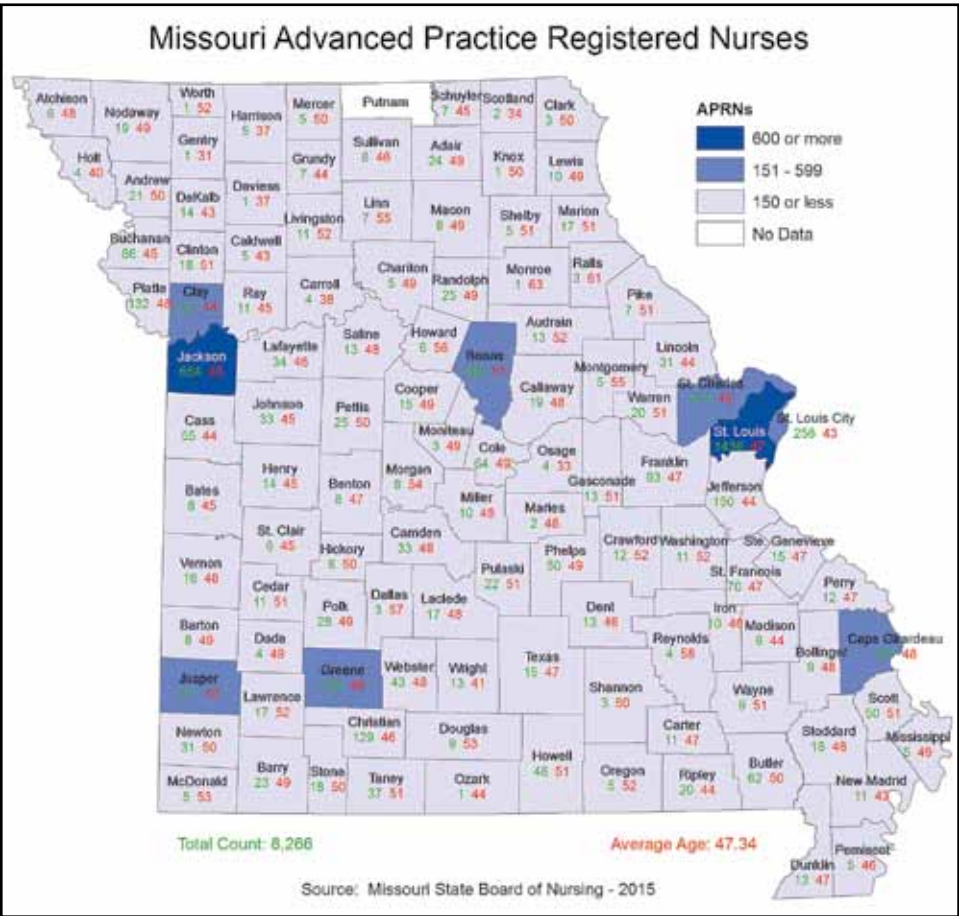 Missouri Advanced Practice Registered Nurses
APRNs
600 or more
151 - 599
150 or less
No Data
Atchison
6 48
Nodaway
19 49
Worth
1 52
Harrison
5 37
Mercer
5 50
Putnam
Schuyler
7 45
Scotland
2 34
Clark
3 50
Gentry
1 31
Sullivan
6 46
Adair
24 49
Knox
1 50
Lewis
10 49
Holt
4 40
Andrew
21 50
DeKalb
14 43
Daviess
1 37
Grundy
7 44
Livingston
11 52
Linn
7 55
Macon
8 49
Shelby
5 51
Marion
17 51
Buchanan
86 45
Clinton
18 51
Caldwell
5 43
Carroll
4 38
Chariton
5 49
Randolph
25 49
Monroe
1 63
Ralls
3 61
Pike
7 51
Platte
132 48
Clay
Ray
11 45
Jackson
Lafayette
34 46
Saline
13 48
Howard
6 56
Boone
Audrain
13 52
Montgomery
5 55
Lincoln
31 44
Warren
20 51
St. Charles
St. Louis
St. Louis City
256 43
Cass
55 44
Johnson
33 45
Pettis
25 50
Cooper
15 49
Moniteau
3 49
Callaway
19 48
Cole
64 49
Osage
4 53
Gasconade
13 51
Franklin
83 47
Jefferson
150 44
Bates
8 45
Henry
14 45
Benton
8 47
Morgan
8 54
Miller
10 48
Maries
2 46
St. Clair
6 45
Hickory
6 50
Camden
33 48
Pulaski
22 51
Phelps
50 49
Crawford
12 52
Washington
11 52
Ste. Genevieve
15 47
St. Francois
70 47
Perry
12 47
Vernon
16 48
Cedar
11 51
Polk
28 49
Dallas
3 57
Laclede
17 48
Dent
13 46
Iron
10 46
Madison
9 44
Bollinger
9 48
Cape Girardeau
48
Barton
8 49
Dade
4 49
Greene
Webster
43 48
Wright
13 41
Texas
15 47
Reynolds
4 58
Shannon
3 50
Wayne
9 51
Scott
50 51
Jasper
Lawrence
17 52
Christian
129 46
Douglas
9 53
Howell
46 51
Carter
11 47
Stoddard
18 48
Mississippi
5 49
Newton
31 50
Butler
62 50
McDonald
5 53
Barry
23 49
Stone
18 50
Taney
37 51
Ozark
1 44
Oregon
5 52
Ripley
20 44
New Madrid
11 43
Dunklin
13 47
Pemiscot
5 46
Total Count: 8,266
Average Age: 47.34
Source: Missouri State Board of Nursing - 2015